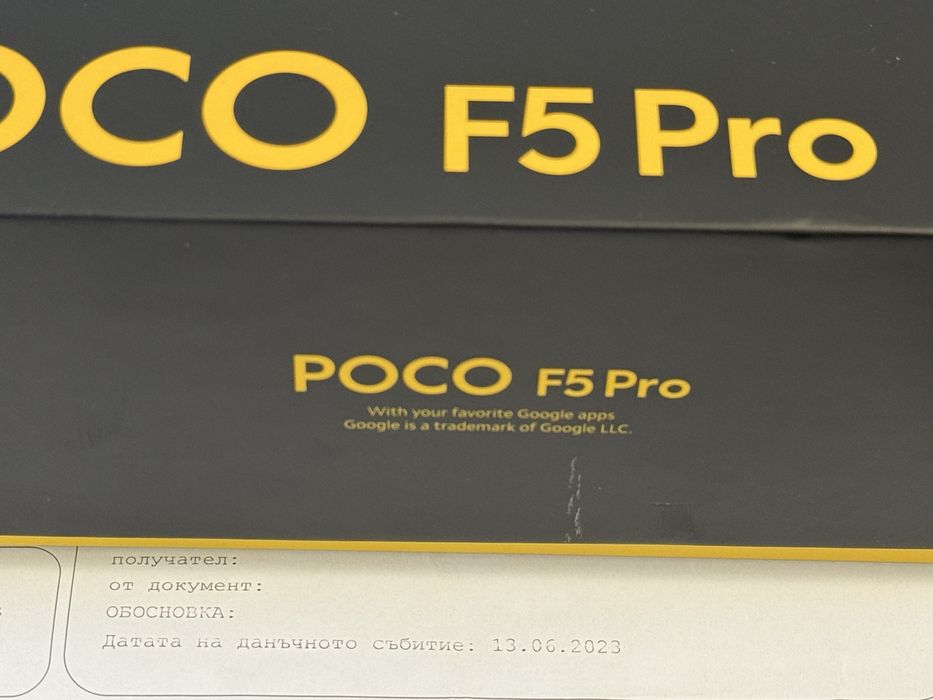 OCO F5 Pro
POCO F5 Pro
With your favorite Google apps
Google is a trademark of Google LLC.
получател:
от документ:
ОБОСНОВКА:
Датата на данъчното събитие: 13.06.2023